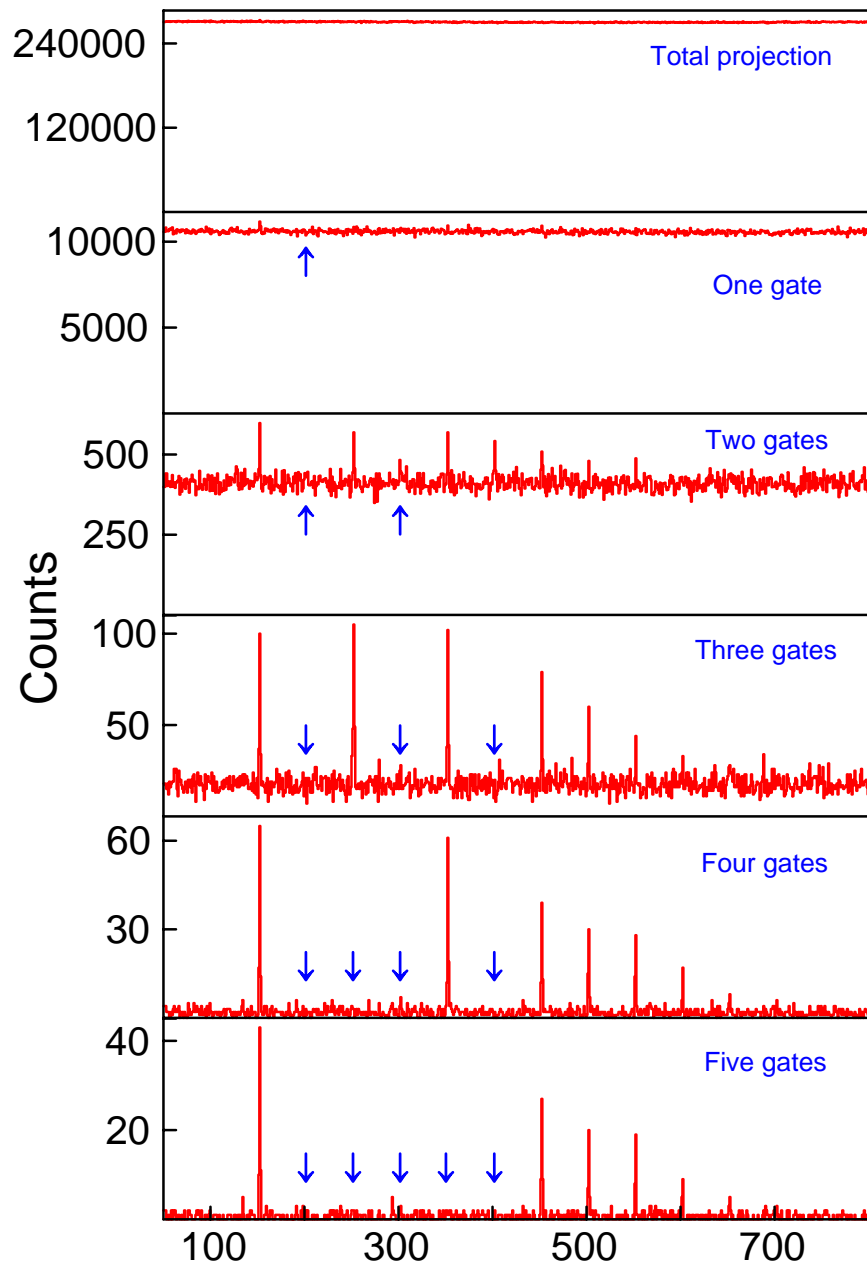 240000
Total projection
120000
10000
One gate
5000
Two gates
500
250
Counts
Three gates
100
50
Four gates
60
30
Five gates
40
20
100 300 500 700